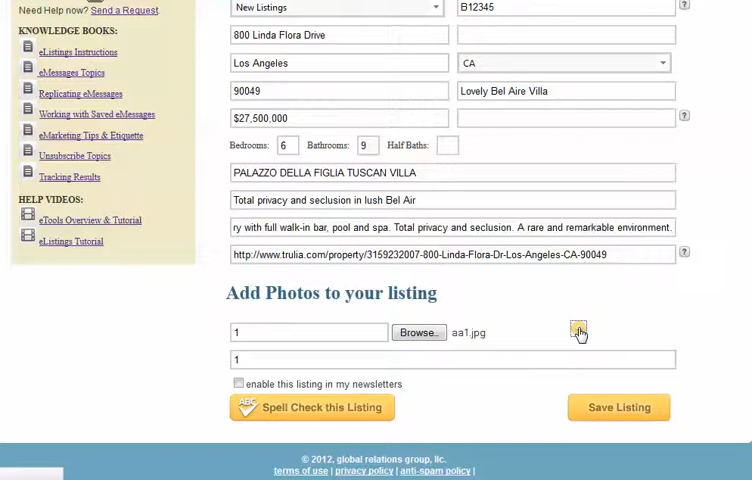 Need Help now? Send a Request.
New Listings
B12345
?
KNOWLEDGE BOOKS:
800 Linda Flora Drive
eListings Instructions
Los Angeles
CA
eMessages Topics
90049
Lovely Bel Aire Villa
Replicating eMessages
Working with Saved eMessages
$27,500,000
?
eMarketing Tips & Etiquette
Bedrooms: 6 Bathrooms: 9 Half Baths:
Unsubscribe Topics
Tracking Results
PALAZZO DELLA FIGLIA TUSCAN VILLA
HELP VIDEOS:
Total privacy and seclusion in lush Bel Air
eTools Overview & Tutorial
ry with full walk-in bar, pool and spa. Total privacy and seclusion. A rare and remarkable environment.
eListings Tutorial
http://www.trulia.com/property/3159232007-800-Linda-Flora-Dr-Los-Angeles-CA-90049
?
Add Photos to your listing
1
Browse..
aa1.jpg
1
enable this listing in my newsletters
ABC Spell Check this Listing
Save Listing
© 2012, global relations group, llc.
terms of use | privacy policy | anti-spam policy |